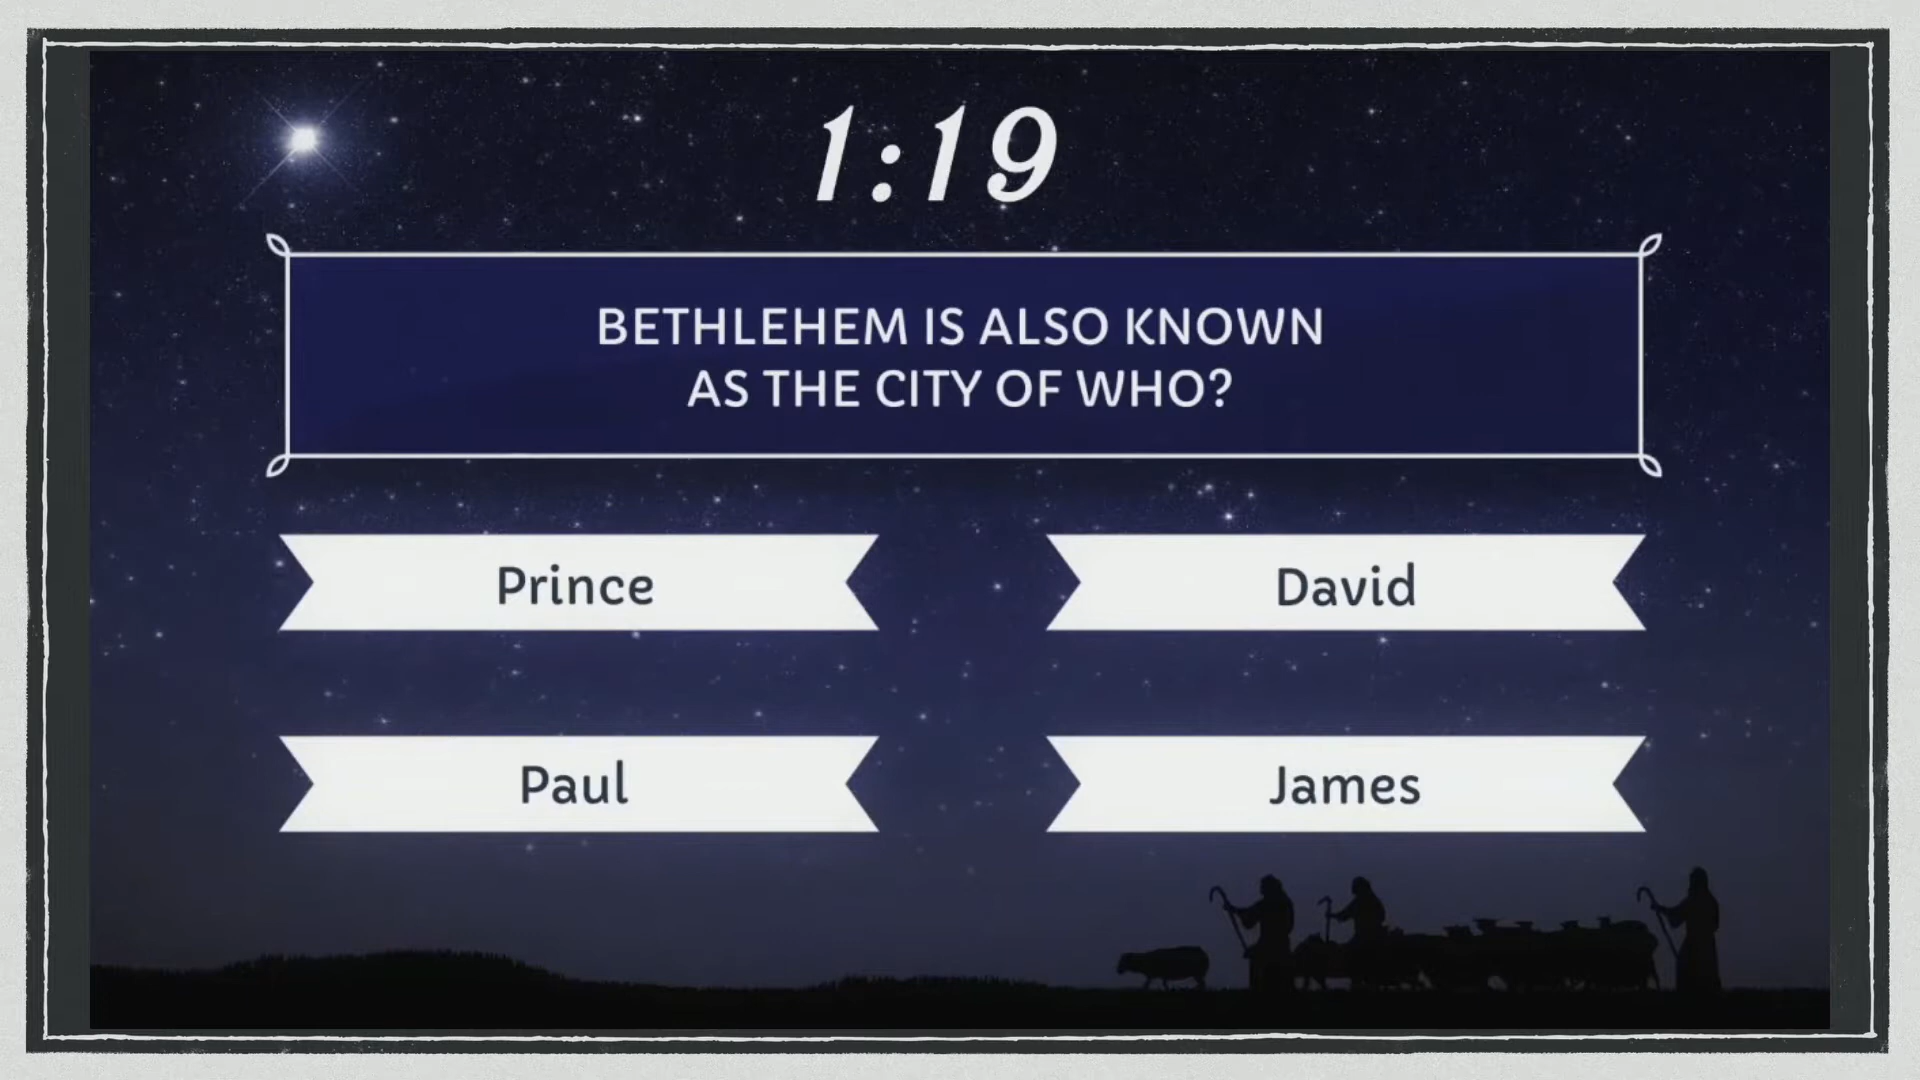 1:19
BETHLEHEM IS ALSO KNOWN
AS THE CITY OF WHO?
Prince
David
Paul
James